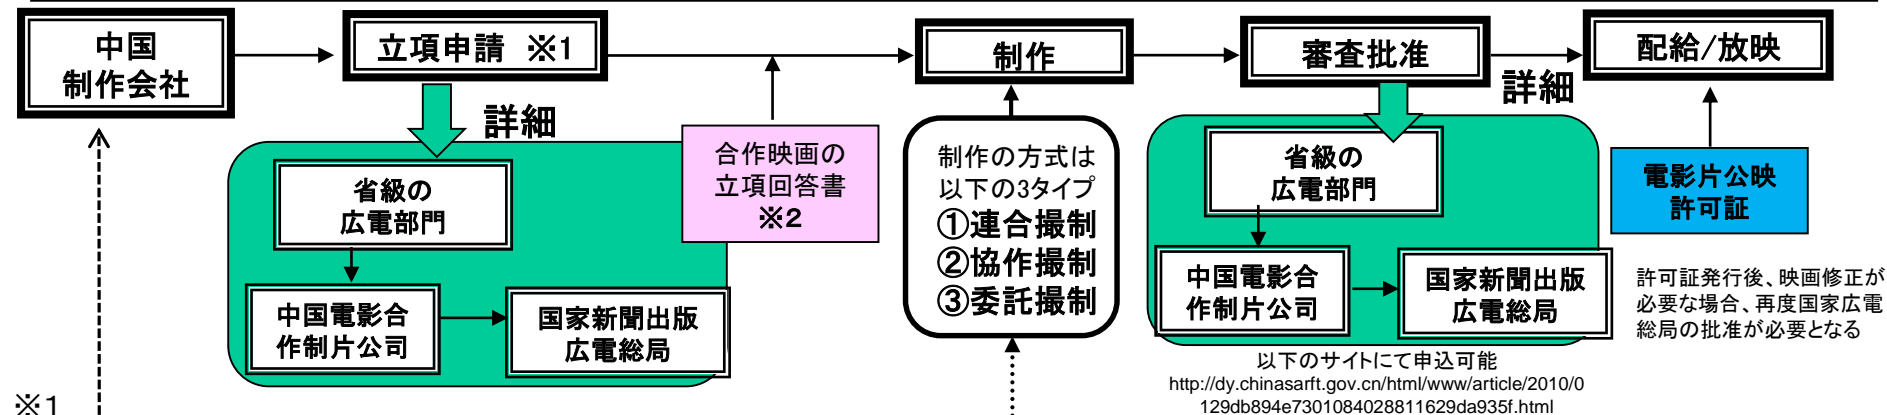 中国
制作会社
立項申請 ※1
制作
審査批准
配給/放映
詳細
詳細
省級の
広電部門
中国電影合
作制片公司
国家新聞出版
広電総局
合作映画の
立項回答書
※2
制作の方式は
以下の3タイプ
①連合撮制
②協作撮制
③委託撮制
省級の
広電部門
中国電影合
作制片公司
国家新聞出版
広電総局
電影片公映
許可証
許可証発行後、映画修正が
必要な場合、再度国家広電
総局の批准が必要となる
以下のサイトにて申込可能
http://dy.chinasarft.gov.cn/html/www/article/2010/0
129db894e7301084028811629da935f.html
※1